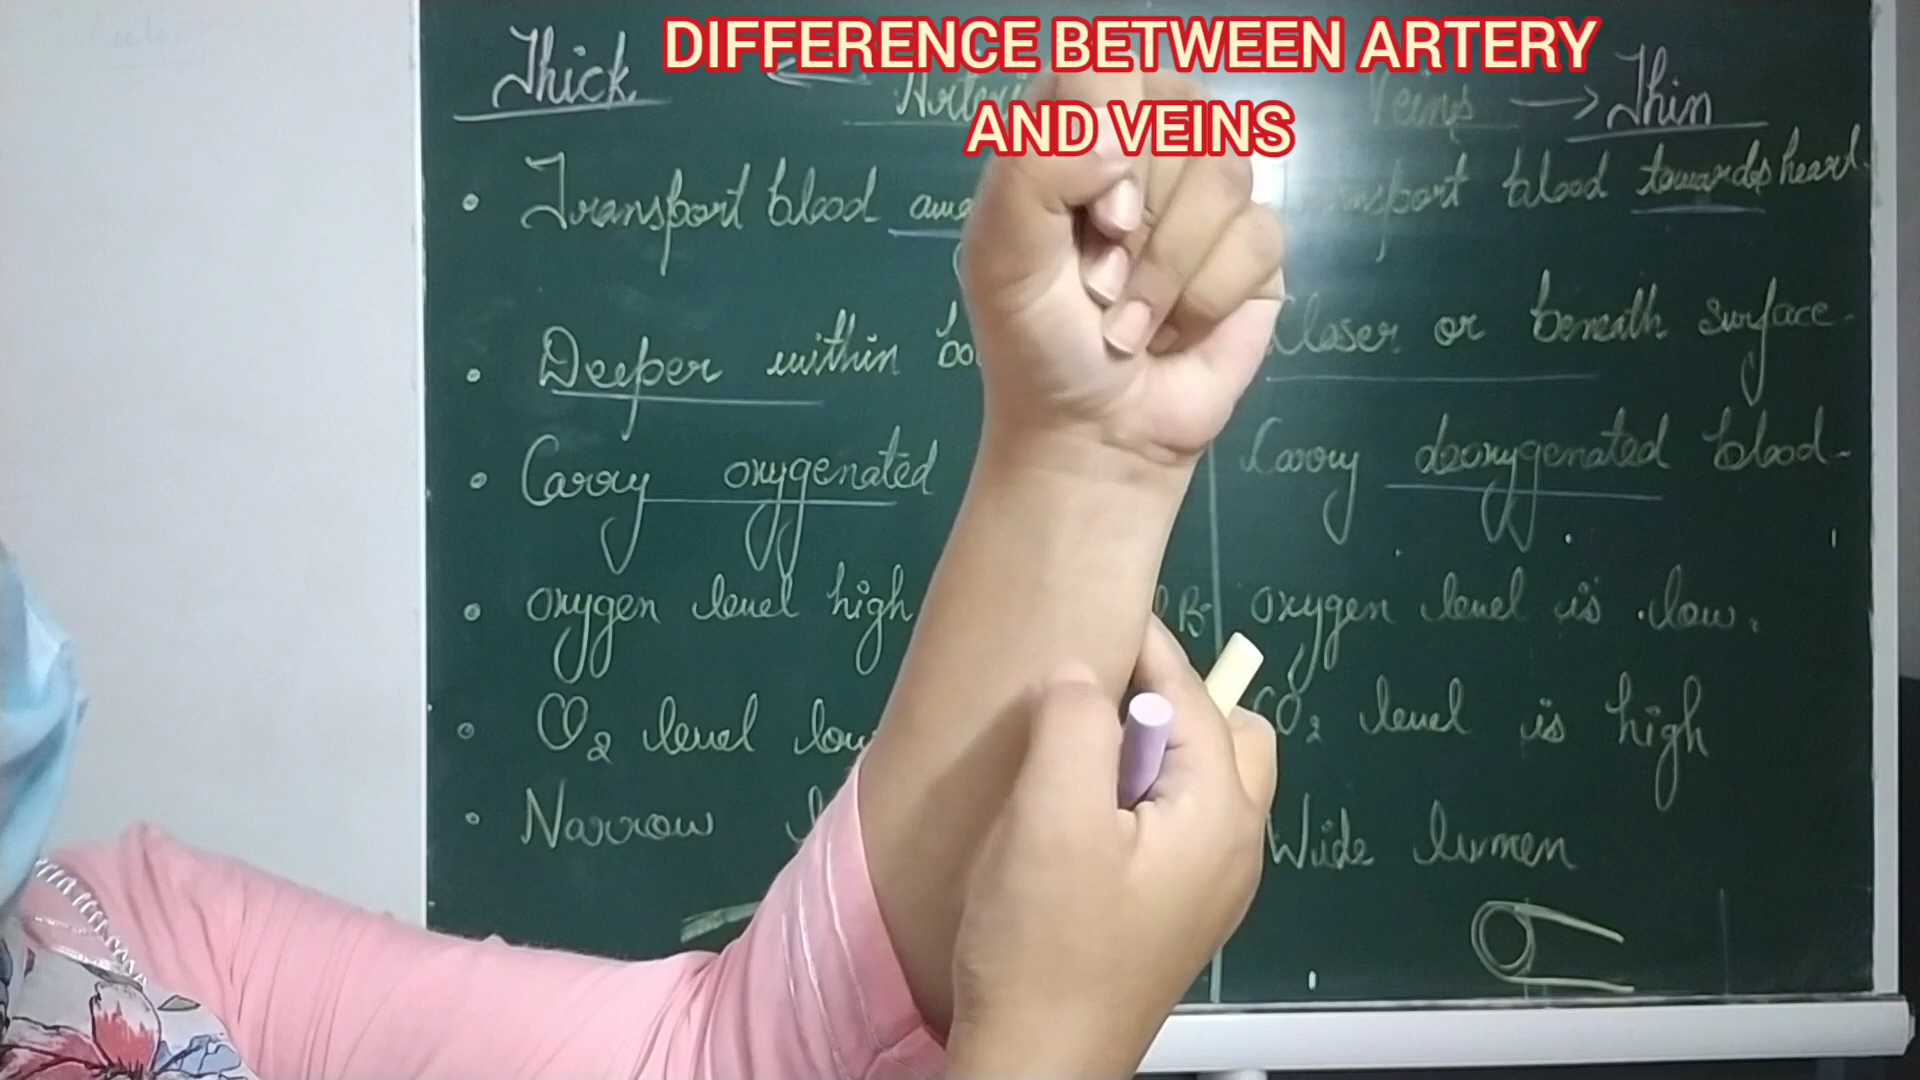 DIFFERENCE BETWEEN ARTERY
AND VEINS
Thick ← Veins → Thin
• Transport blood blood towards heart.
• Deeper within Closer or beneath surface.
• Carry oxygenated Carry deoxygenated blood.
• Oxygen level high Oxygen level is low.
• CO2 level low CO2 level is high
• Narrow Wide lumen